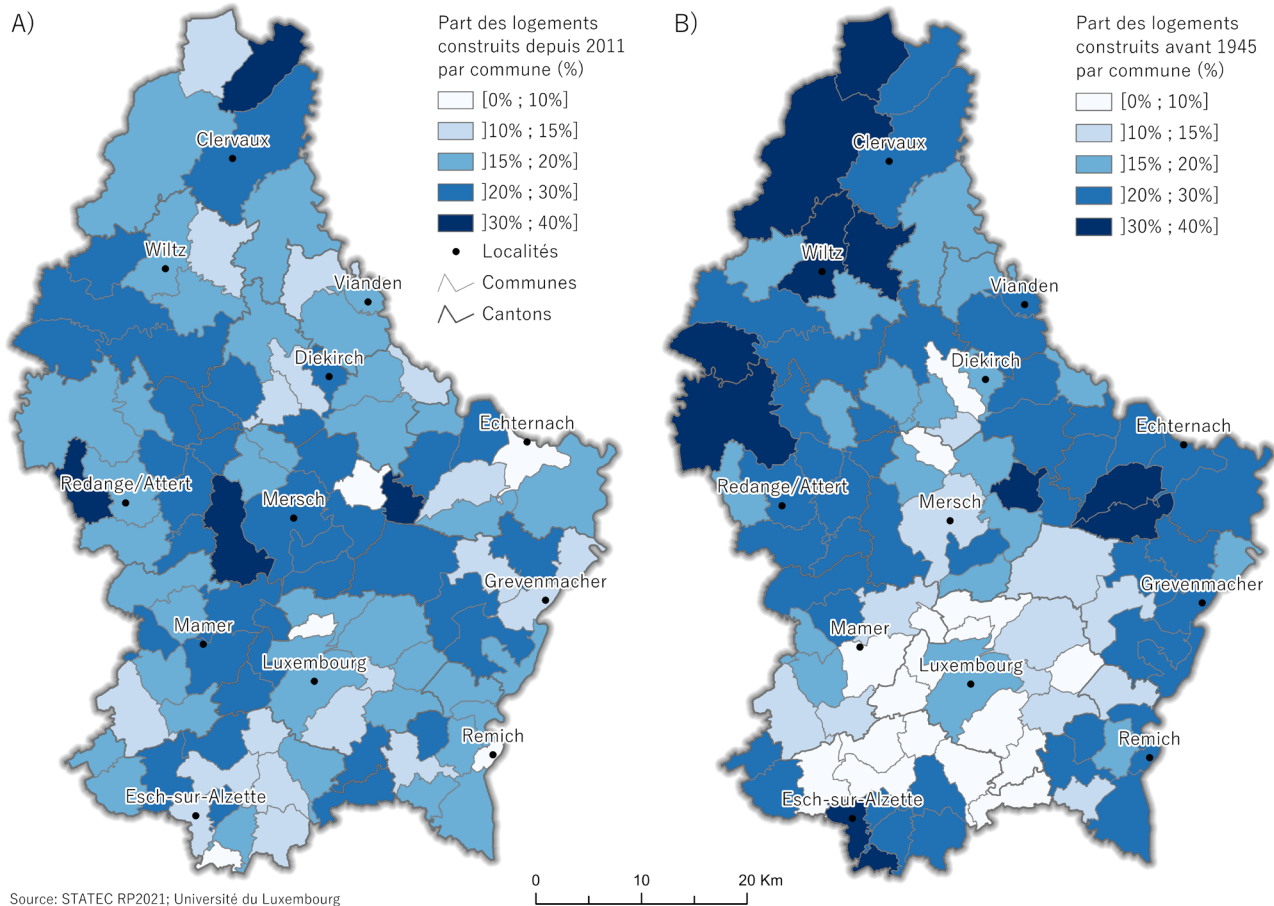 A)
Part des logements
construits depuis 2011
par commune (%)
[0% ; 10%]
]10% ; 15%]
]15% ; 20%]
]20% ; 30%]
]30% ; 40%]
Localités
Communes
Cantons
Clervaux
Wiltz
Vianden
Diekirch
Echternach
Redange/Attert
Mersch
Grevenmacher
Mamer
Luxembourg
Remich
Esch-sur-Alzette
B)
Part des logements
construits avant 1945
par commune (%)
[0% ; 10%]
]10% ; 15%]
]15% ; 20%]
]20% ; 30%]
]30% ; 40%]
Clervaux
Wiltz
Vianden
Diekirch
Echternach
Redange/Attert
Mersch
Grevenmacher
Mamer
Luxembourg
Remich
Esch-sur-Alzette
0 10 20 Km
Source: STATEC RP2021; Université du Luxembourg